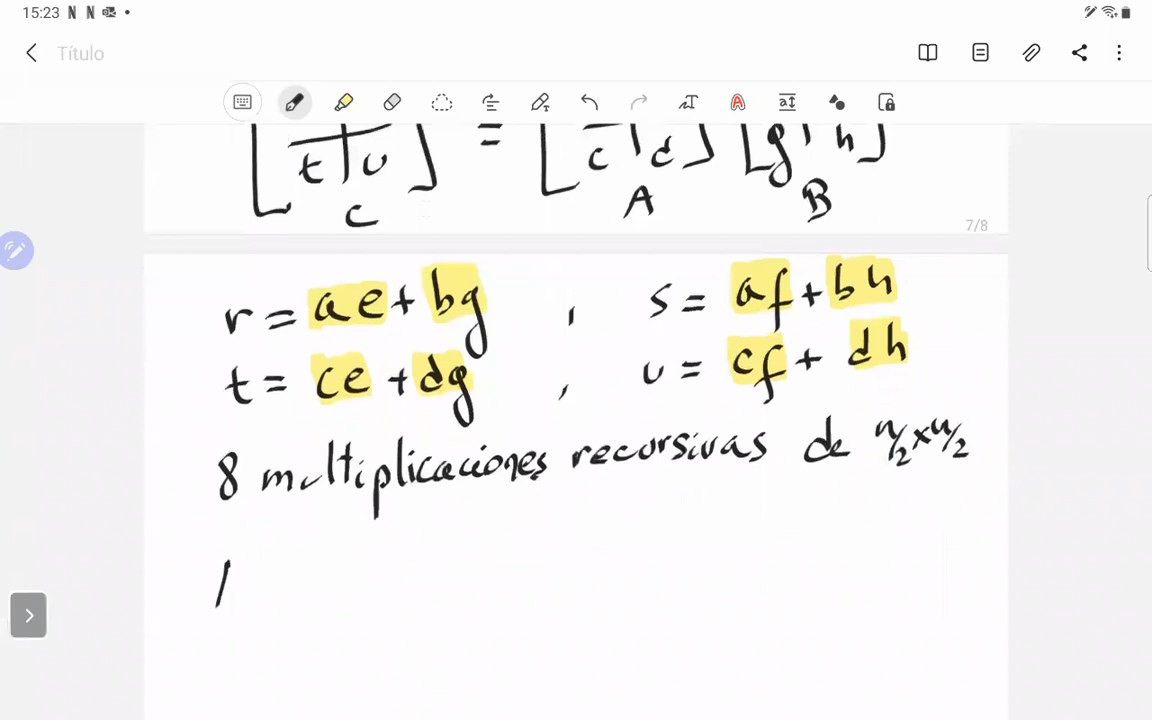 15:23 N N
Título
t u = c d g h
C A B
7/8
r = ae + bg , s = af + bh
t = ce + dg , u = cf + dh
8 multiplicaciones recursivas de n/2 x n/2